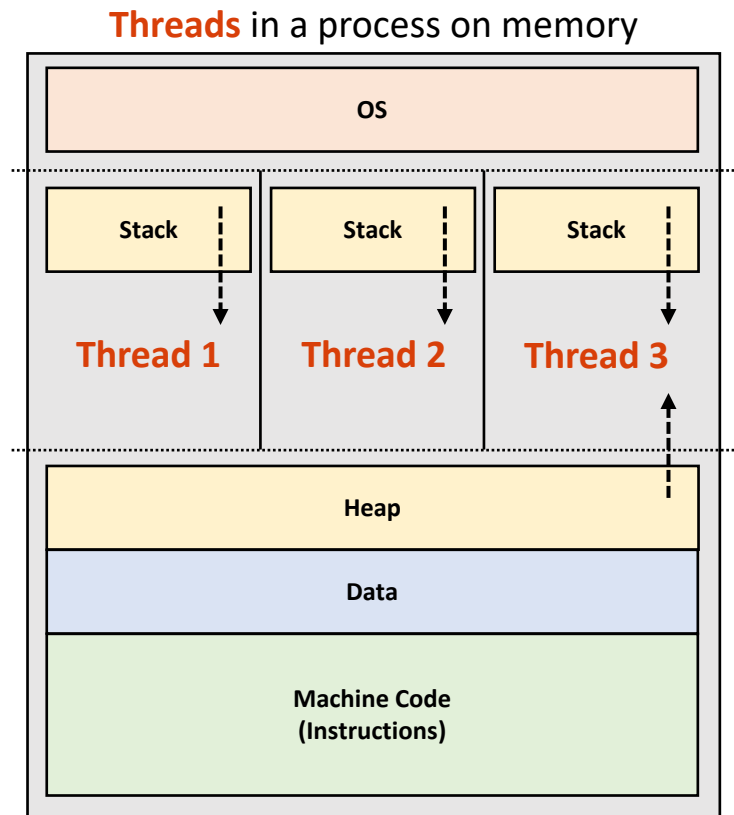 Threads in a process on memory
OS
Stack
Stack
Stack
Thread 1
Thread 2
Thread 3
Heap
Data
Machine Code
(Instructions)